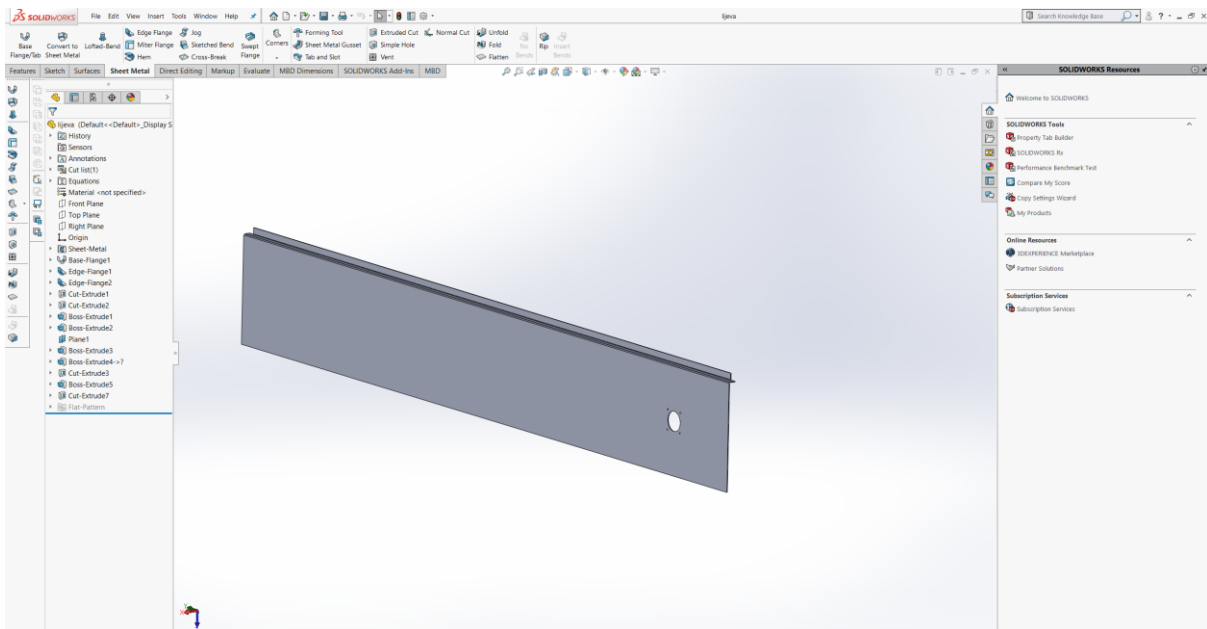 SOLIDWORKS File Edit View Insert Tools Window Help lijeva Search Knowledge Base ?
Base Flange/Tab
Convert to Sheet Metal
Lofted-Bend
Edge Flange
Miter Flange
Hem
Jog
Sketched Bend
Cross-Break
Swept Flange
Corners
Forming Tool
Sheet Metal Gusset
Tab and Slot
Extruded Cut
Simple Hole
Vent
Normal Cut
Unfold
Fold
Flatten
No Bends
Rip
Insert Bends
Features Sketch Surfaces Sheet Metal Direct Editing Markup Evaluate MBD Dimensions SOLIDWORKS Add-Ins MBD
lijeva (Default<<Default>_Display S
History
Sensors
Annotations
Cut list(1)
Equations
Material <not specified>
Front Plane
Top Plane
Right Plane
Origin
Sheet-Metal
Base-Flange1
Edge-Flange1
Edge-Flange2
Cut-Extrude1
Cut-Extrude2
Boss-Extrude1
Boss-Extrude2
Plane1
Boss-Extrude3
Boss-Extrude4->?
Cut-Extrude3
Boss-Extrude5
Cut-Extrude7
Flat-Pattern
SOLIDWORKS Resources
Welcome to SOLIDWORKS
SOLIDWORKS Tools
Property Tab Builder
SOLIDWORKS Rx
Performance Benchmark Test
Compare My Score
Copy Settings Wizard
My Products
Online Resources
3DEXPERIENCE Marketplace
Partner Solutions
Subscription Services
Subscription Services